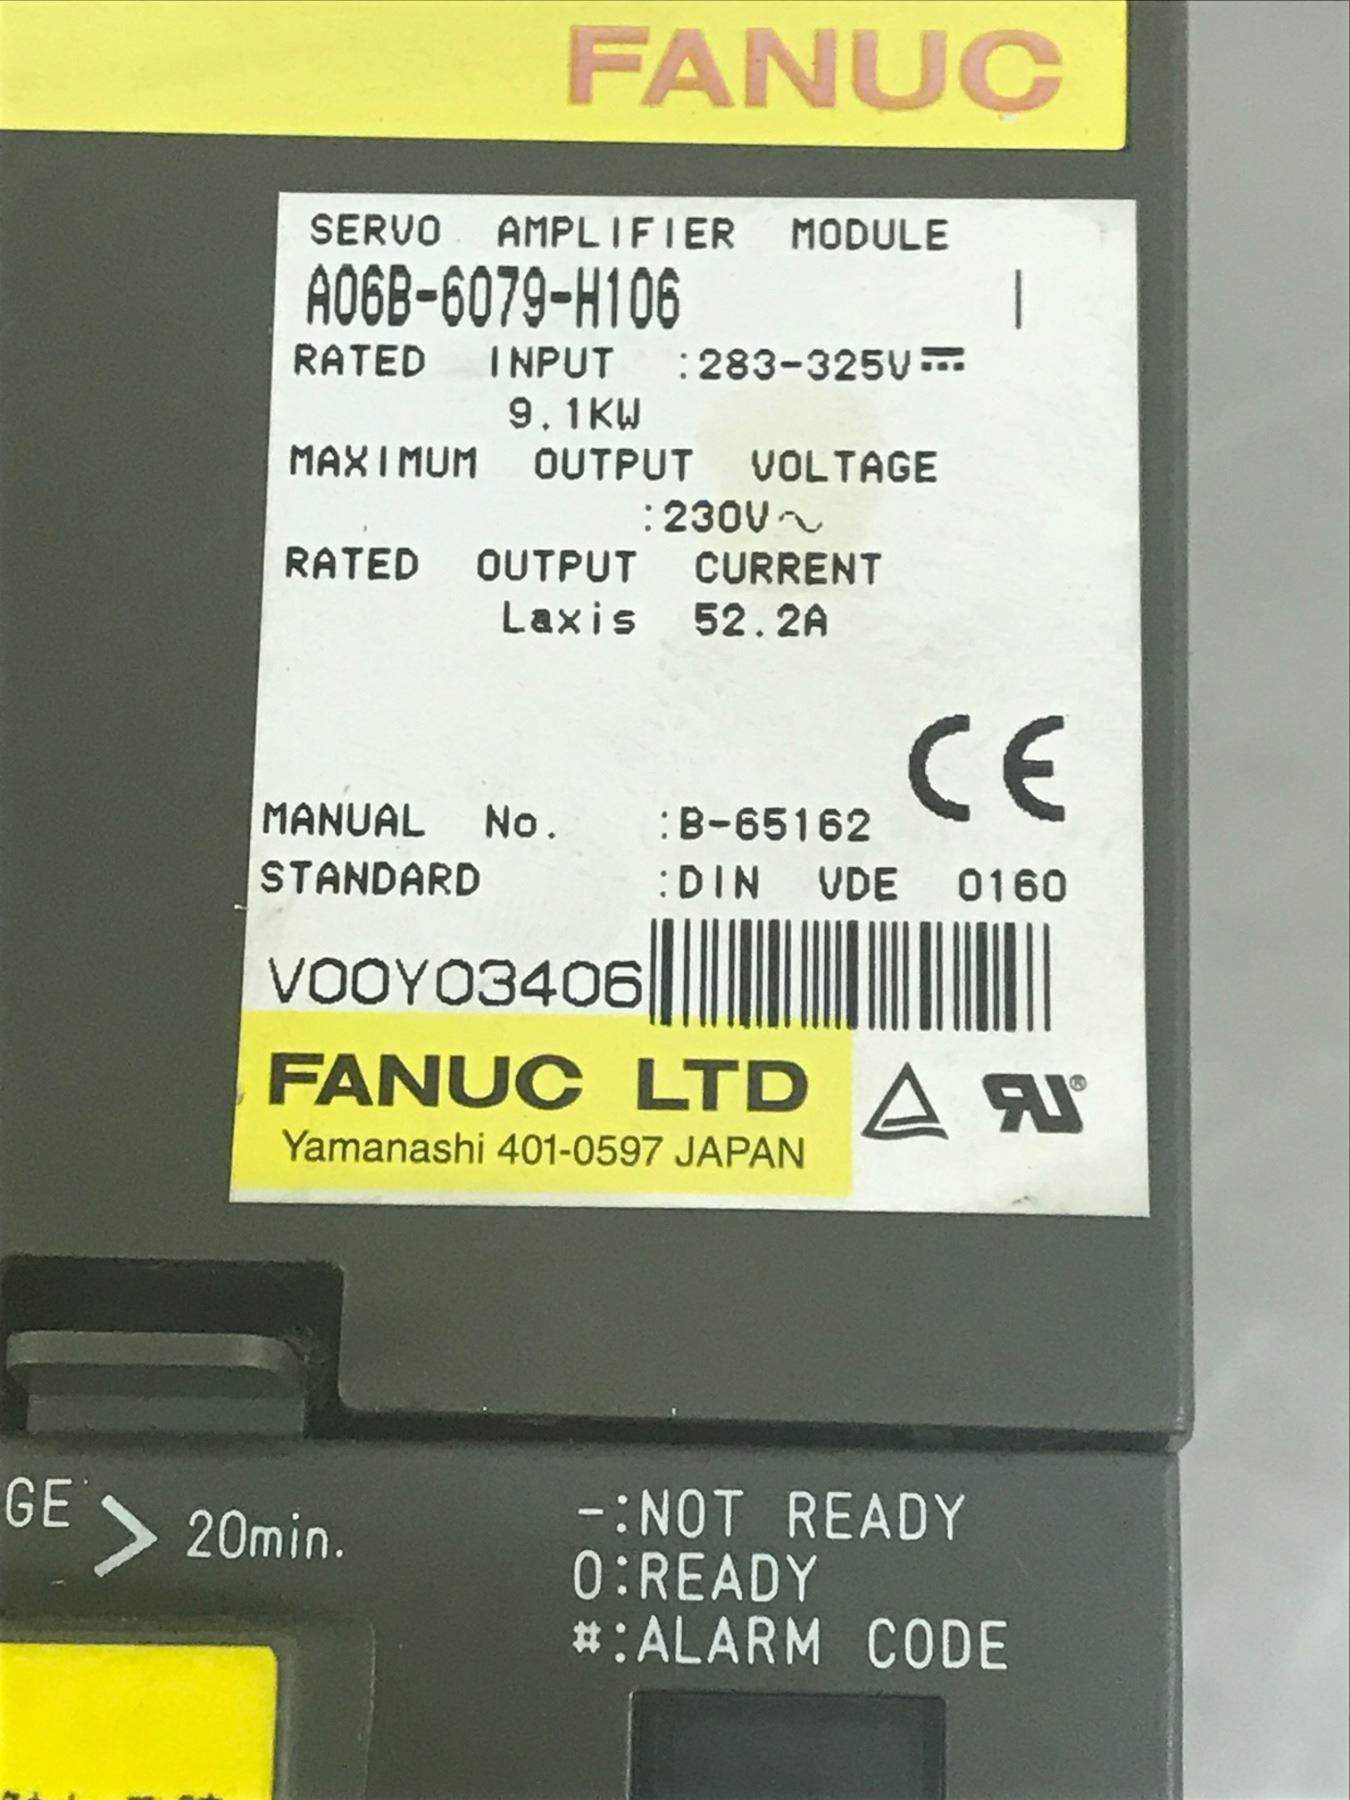 FANUC
SERVO AMPLIFIER MODULE
A06B-6079-H106 I
RATED INPUT :283-325V⎓
9.1KW
MAXIMUM OUTPUT VOLTAGE
:230V~
RATED OUTPUT CURRENT
Laxis 52.2A
CE
MANUAL No. :B-65162
STANDARD :DIN VDE 0160
V00Y03406
FANUC LTD
Yamanashi 401-0597 JAPAN
RU®
GE > 20min.
-:NOT READY
0:READY
#:ALARM CODE